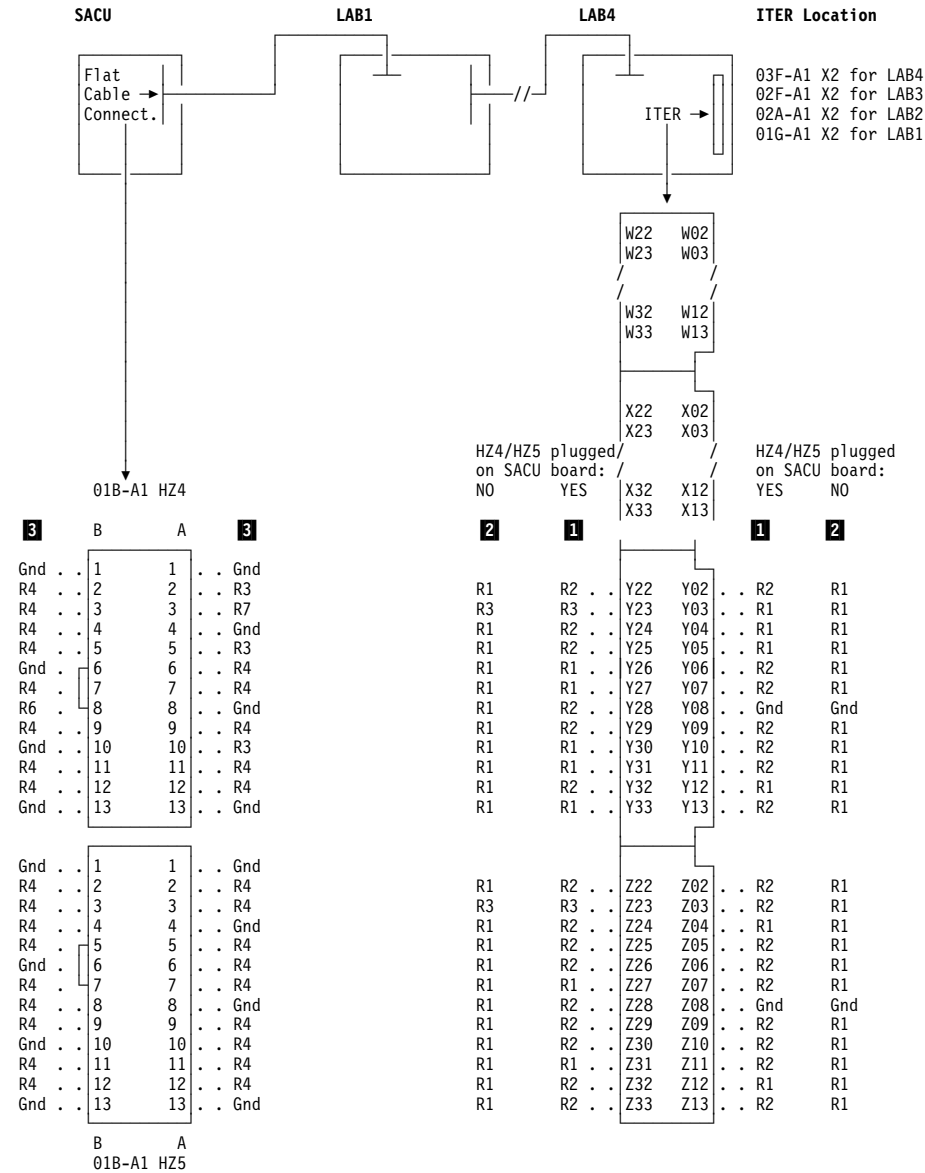 SACU LAB1 LAB4 ITER Location
Flat
Cable
Connect.
//
ITER
03F-A1 X2 for LAB4
02F-A1 X2 for LAB3
02A-A1 X2 for LAB2
01G-A1 X2 for LAB1
W22 W02
W23 W03
/ /
/ /
W32 W12
W33 W13
X22 X02
X23 X03
HZ4/HZ5 plugged / / HZ4/HZ5 plugged
on SACU board: / / on SACU board:
01B-A1 HZ4 NO YES X32 X12 YES NO
X33 X13
3 B A 3 2 1 1 2
Gnd . . 1 1 . . Gnd
R4 . . 2 2 . . R3 R1 R2 . . Y22 Y02 . . R2 R1
R4 . . 3 3 . . R7 R3 R3 . . Y23 Y03 . . R1 R1
R4 . . 4 4 . . Gnd R1 R2 . . Y24 Y04 . . R1 R1
R4 . . 5 5 . . R3 R1 R2 . . Y25 Y05 . . R1 R1
Gnd . 6 6 . . R4 R1 R1 . . Y26 Y06 . . R2 R1
R4 . 7 7 . . R4 R1 R1 . . Y27 Y07 . . R2 R1
R6 . 8 8 . . Gnd R1 R2 . . Y28 Y08 . . Gnd Gnd
R4 . . 9 9 . . R4 R1 R2 . . Y29 Y09 . . R2 R1
Gnd . . 10 10 . . R3 R1 R1 . . Y30 Y10 . . R2 R1
R4 . . 11 11 . . R4 R1 R1 . . Y31 Y11 . . R2 R1
R4 . . 12 12 . . R4 R1 R2 . . Y32 Y12 . . R1 R1
Gnd . . 13 13 . . Gnd R1 R1 . . Y33 Y13 . . R2 R1
Gnd . . 1 1 . . Gnd
R4 . . 2 2 . . R4 R1 R2 . . Z22 Z02 . . R2 R1
R4 . . 3 3 . . R4 R3 R3 . . Z23 Z03 . . R2 R1
R4 . . 4 4 . . Gnd R1 R2 . . Z24 Z04 . . R1 R1
R4 . 5 5 . . R4 R1 R2 . . Z25 Z05 . . R2 R1
Gnd . 6 6 . . R4 R1 R2 . . Z26 Z06 . . R2 R1
R4 . 7 7 . . R4 R1 R1 . . Z27 Z07 . . R2 R1
R4 . . 8 8 . . Gnd R1 R2 . . Z28 Z08 . . Gnd Gnd
R4 . . 9 9 . . R4 R1 R2 . . Z29 Z09 . . R2 R1
Gnd . . 10 10 . . R4 R1 R2 . . Z30 Z10 . . R2 R1
R4 . . 11 11 . . R4 R1 R1 . . Z31 Z11 . . R2 R1
R4 . . 12 12 . . R4 R1 R2 . . Z32 Z12 . . R1 R1
Gnd . . 13 13 . . Gnd R1 R2 . . Z33 Z13 . . R2 R1
B A
01B-A1 HZ5